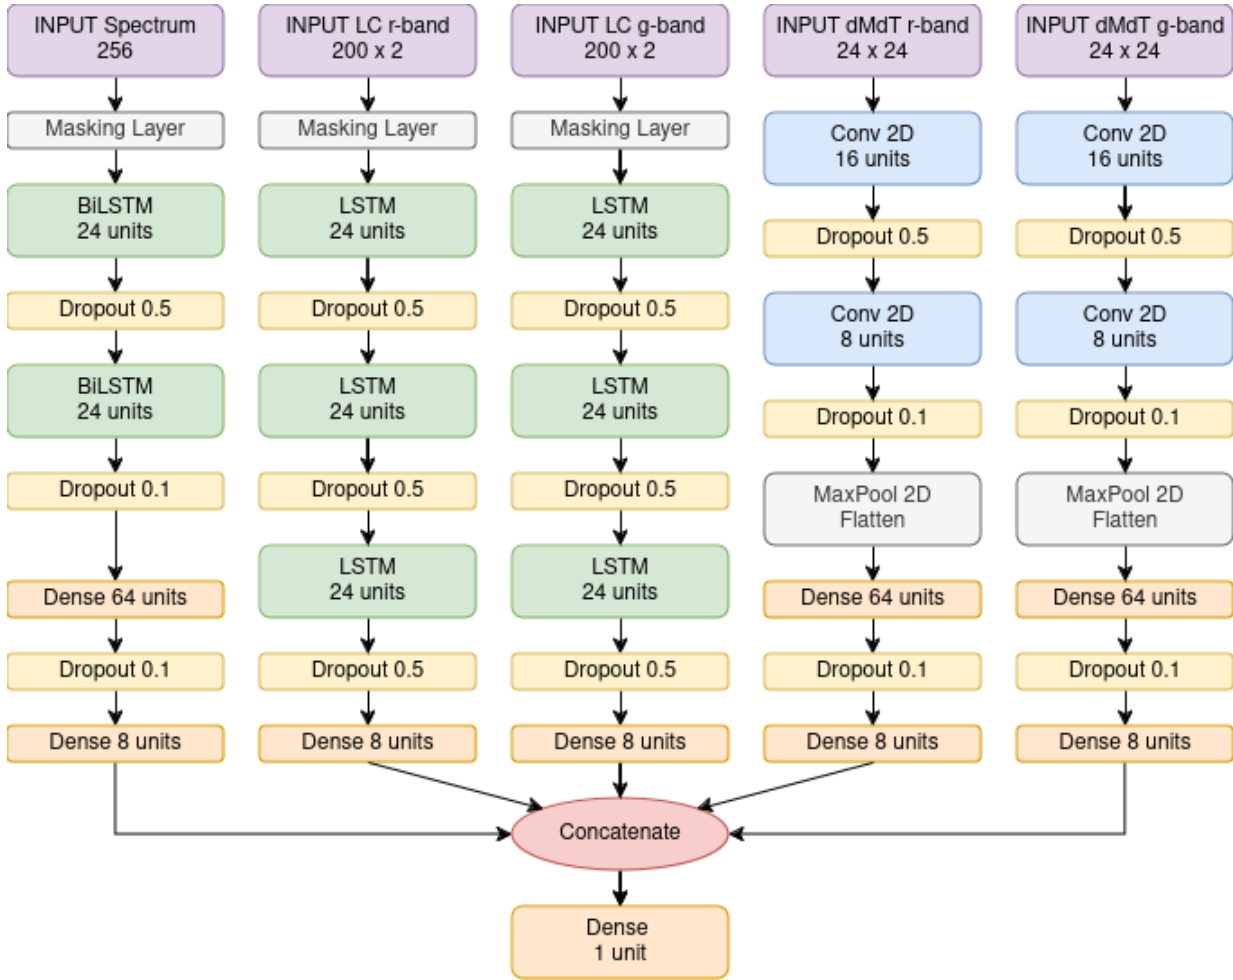 INPUT Spectrum
256
INPUT LC r-band
200 x 2
INPUT LC g-band
200 x 2
INPUT dMdT r-band
24 x 24
INPUT dMdT g-band
24 x 24
Masking Layer
Masking Layer
Masking Layer
Conv 2D
16 units
Conv 2D
16 units
BiLSTM
24 units
LSTM
24 units
LSTM
24 units
Dropout 0.5
Dropout 0.5
Dropout 0.5
Dropout 0.5
Dropout 0.5
Conv 2D
8 units
Conv 2D
8 units
BiLSTM
24 units
LSTM
24 units
LSTM
24 units
Dropout 0.1
Dropout 0.1
Dropout 0.1
Dropout 0.5
Dropout 0.5
MaxPool 2D
Flatten
MaxPool 2D
Flatten
LSTM
24 units
LSTM
24 units
Dense 64 units
Dense 64 units
Dense 64 units
Dropout 0.1
Dropout 0.5
Dropout 0.5
Dropout 0.1
Dropout 0.1
Dense 8 units
Dense 8 units
Dense 8 units
Dense 8 units
Dense 8 units
Concatenate
Dense
1 unit